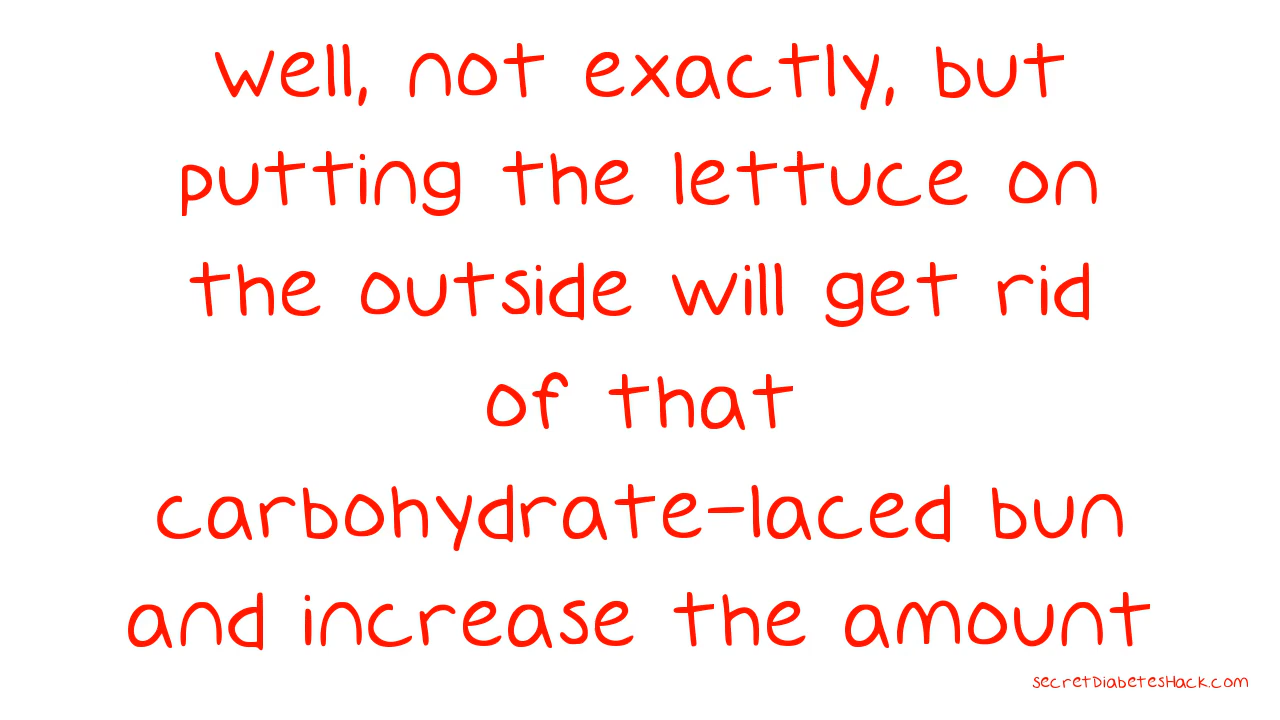 Well, not exactly, but
putting the lettuce on
the outside will get rid
of that
carbohydrate-laced bun
and increase the amount
secretDiabetesHack.com